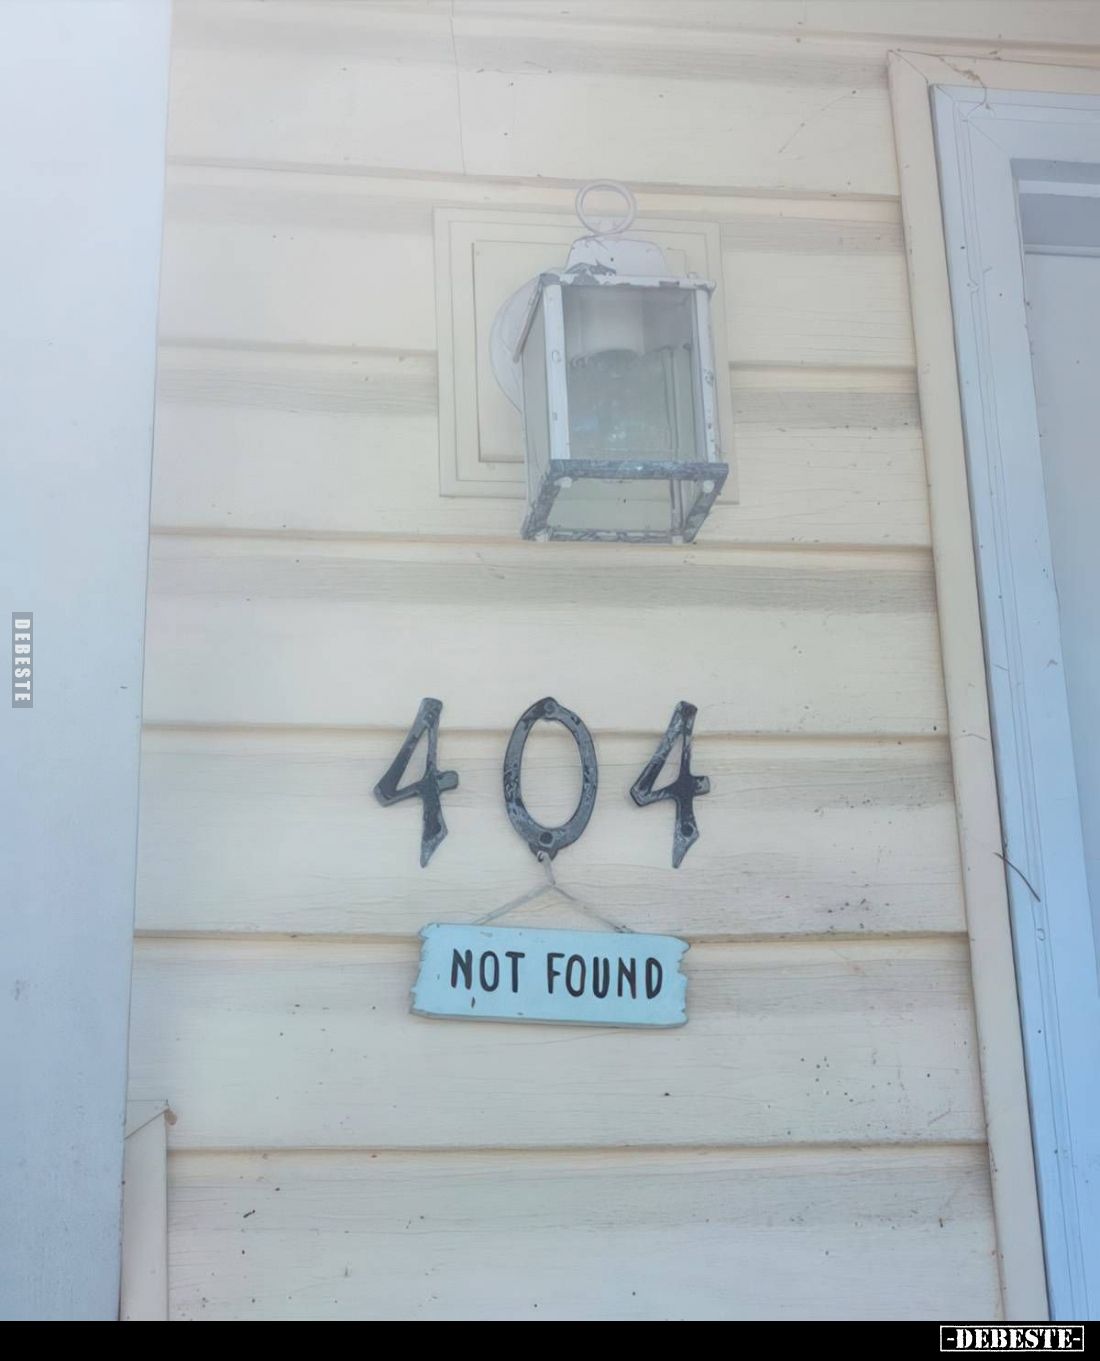 DEBESTE
404
NOT FOUND
-DEBESTE-